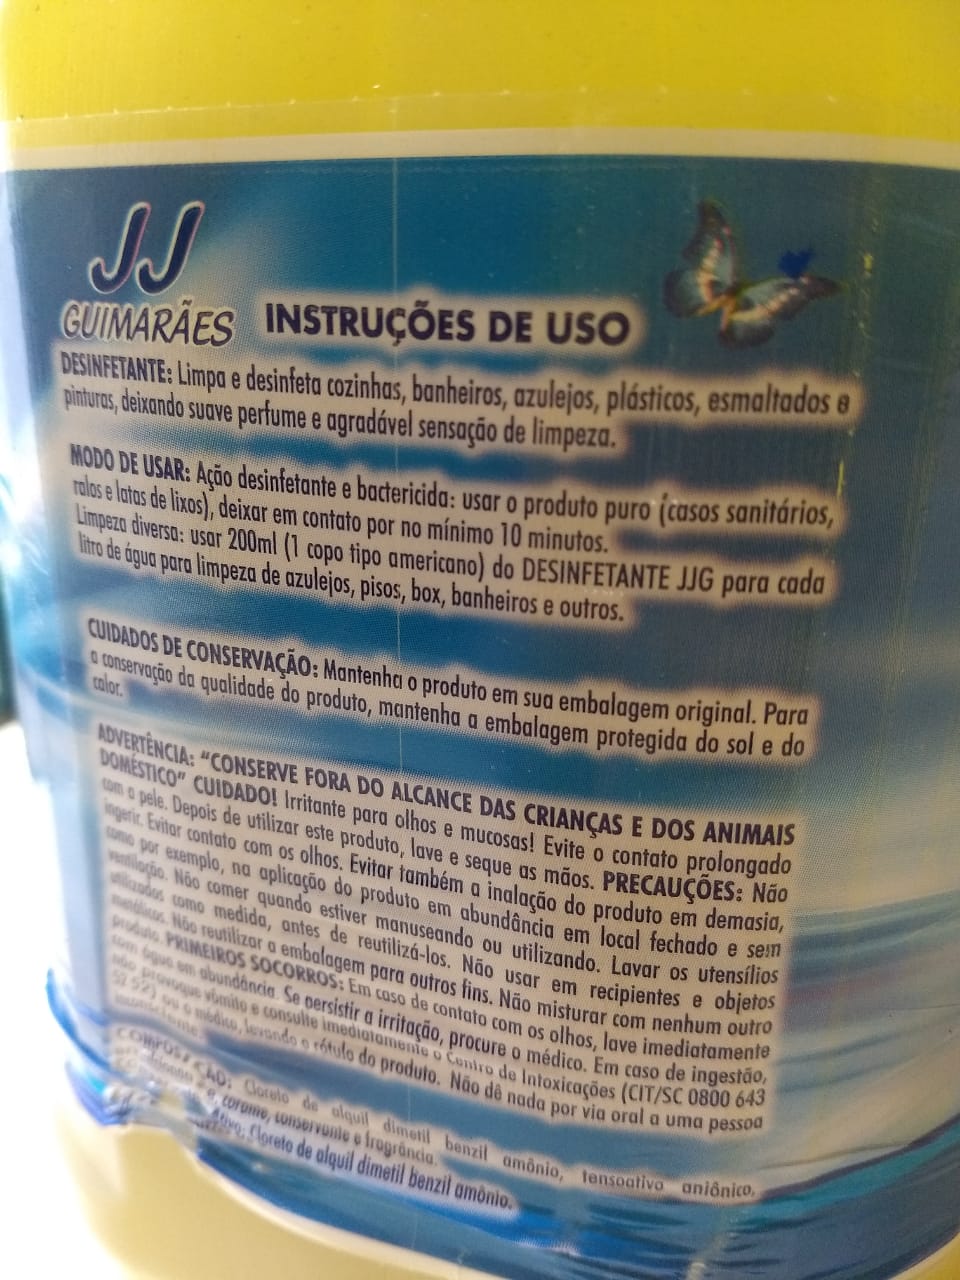 JJ
GUIMARÃES
INSTRUÇÕES DE USO
DESINFETANTE: Limpa e desinfeta cozinhas, banheiros, azulejos, plásticos, esmaltados e
pinturas, deixando suave perfume e agradável sensação de limpeza.
MODO DE USAR: Ação desinfetante e bactericida: usar o produto puro (casos sanitários,
ralos e latas de lixos), deixar em contato por no mínimo 10 minutos.
Limpeza diversa: usar 200ml (1 copo tipo americano) do DESINFETANTE JJG para cada
litro de água para limpeza de azulejos, pisos, box, banheiros e outros.
CUIDADOS DE CONSERVAÇÃO: Mantenha o produto em sua embalagem original. Para
a conservação da qualidade do produto, mantenha a embalagem protegida do sol e do
calor.
ADVERTÊNCIA: “CONSERVE FORA DO ALCANCE DAS CRIANÇAS E DOS ANIMAIS
DOMÉSTICO” CUIDADO! Irritante para olhos e mucosas! Evite o contato prolongado
com a pele. Depois de utilizar este produto, lave e seque as mãos. PRECAUÇÕES: Não
ingerir. Evitar contato com os olhos. Evitar também a inalação do produto em demasia,
como por exemplo, na aplicação do produto em abundância em local fechado e sem
ventilação. Não comer quando estiver manuseando ou utilizando. Lavar os utensílios
utilizados como medida, antes de reutilizá-los. Não usar em recipientes e objetos
metálicos. Não reutilizar a embalagem para outros fins. Não misturar com nenhum outro
produto. PRIMEIROS SOCORROS: Em caso de contato com os olhos, lave imediatamente
com água em abundância. Se persistir a irritação, procure o médico. Em caso de ingestão,
não provoque vômito e consulte imediatamente o Centro de Intoxicações (CIT/SC 0800 643
52 52) ou o médico, levando o rótulo do produto. Não dê nada por via oral a uma pessoa
COMPOSIÇÃO: Cloreto de alquil dimetil benzil amônio, tensoativo aniônico,
corante, conservante e fragrância.
Ativo: Cloreto de alquil dimetil benzil amônio.